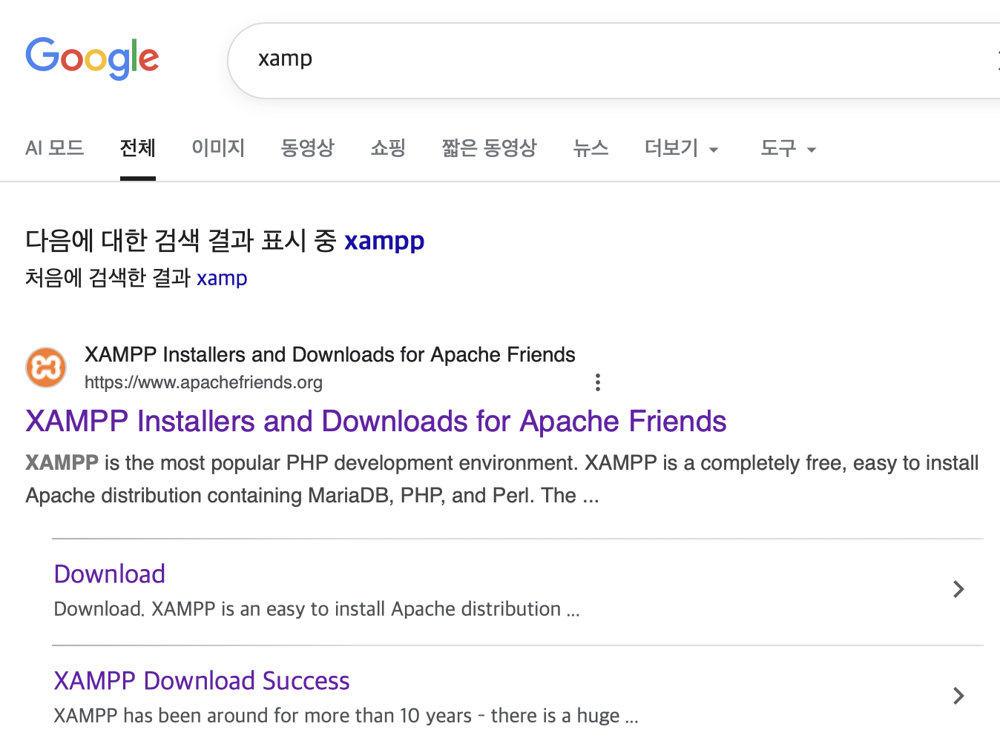 Google
xamp
AI 모드 전체 이미지 동영상 쇼핑 짧은 동영상 뉴스 더보기 도구
다음에 대한 검색 결과 표시 중 xampp
처음에 검색한 결과 xamp
XAMPP Installers and Downloads for Apache Friends
https://www.apachefriends.org
XAMPP Installers and Downloads for Apache Friends
XAMPP is the most popular PHP development environment. XAMPP is a completely free, easy to install
Apache distribution containing MariaDB, PHP, and Perl. The ...
Download
Download. XAMPP is an easy to install Apache distribution ...
XAMPP Download Success
XAMPP has been around for more than 10 years - there is a huge ...